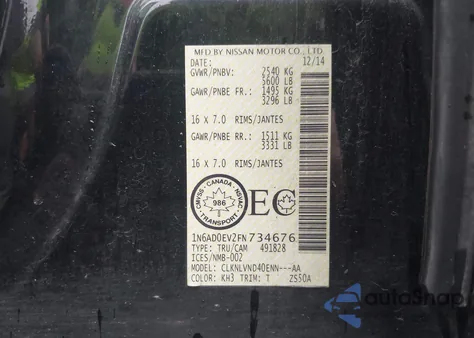 MFD BY NISSAN MOTOR CO., LTD.
DATE: 12/14
GVWR/PNBV: 2540 KG
5600 LB
GAWR/PNBE FR.: 1495 KG
3296 LB
16 x 7.0 RIMS/JANTES
GAWR/PNBE RR.: 1511 KG
3331 LB
16 x 7.0 RIMS/JANTES
CMVSS - CANADA - NSVAC
986
TRANSPORT
EC
1N6AD0EV2FN734676
TYPE: TRU/CAM 491828
ICES/NMB-002
MODEL: CLKNLVND40ENN---AA
COLOR: KH3 TRIM: T ZS50A
autoSnap